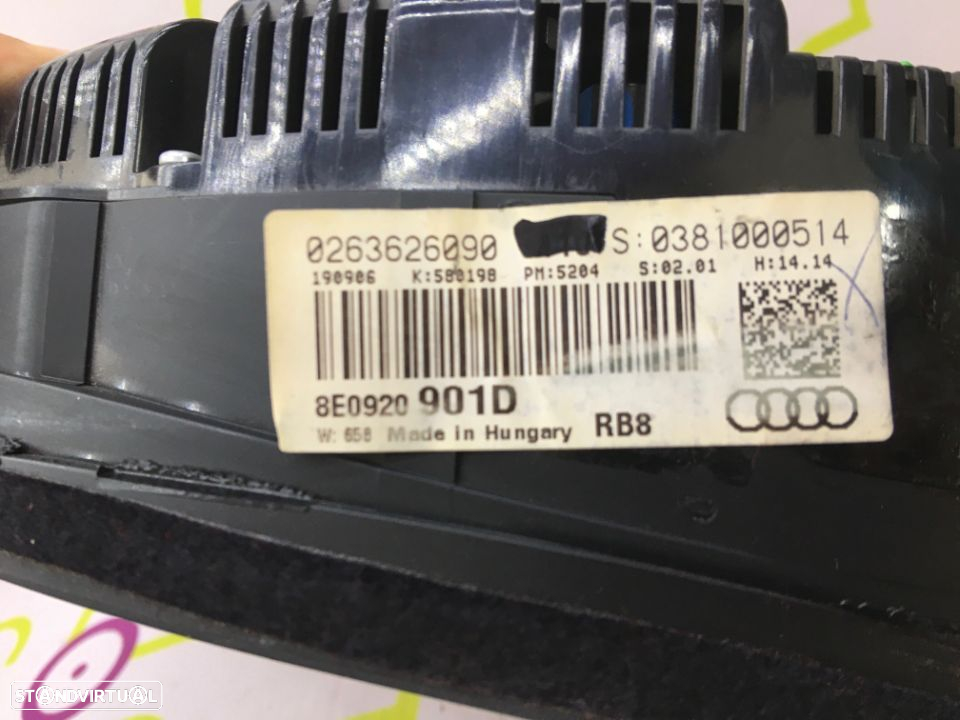 0263626090 S:0381000514
190906 K:580198 PM:5204 S:02.01 H:14.14
8E0920 901D
W: 658 Made in Hungary RB8
STANDVIRTUAL